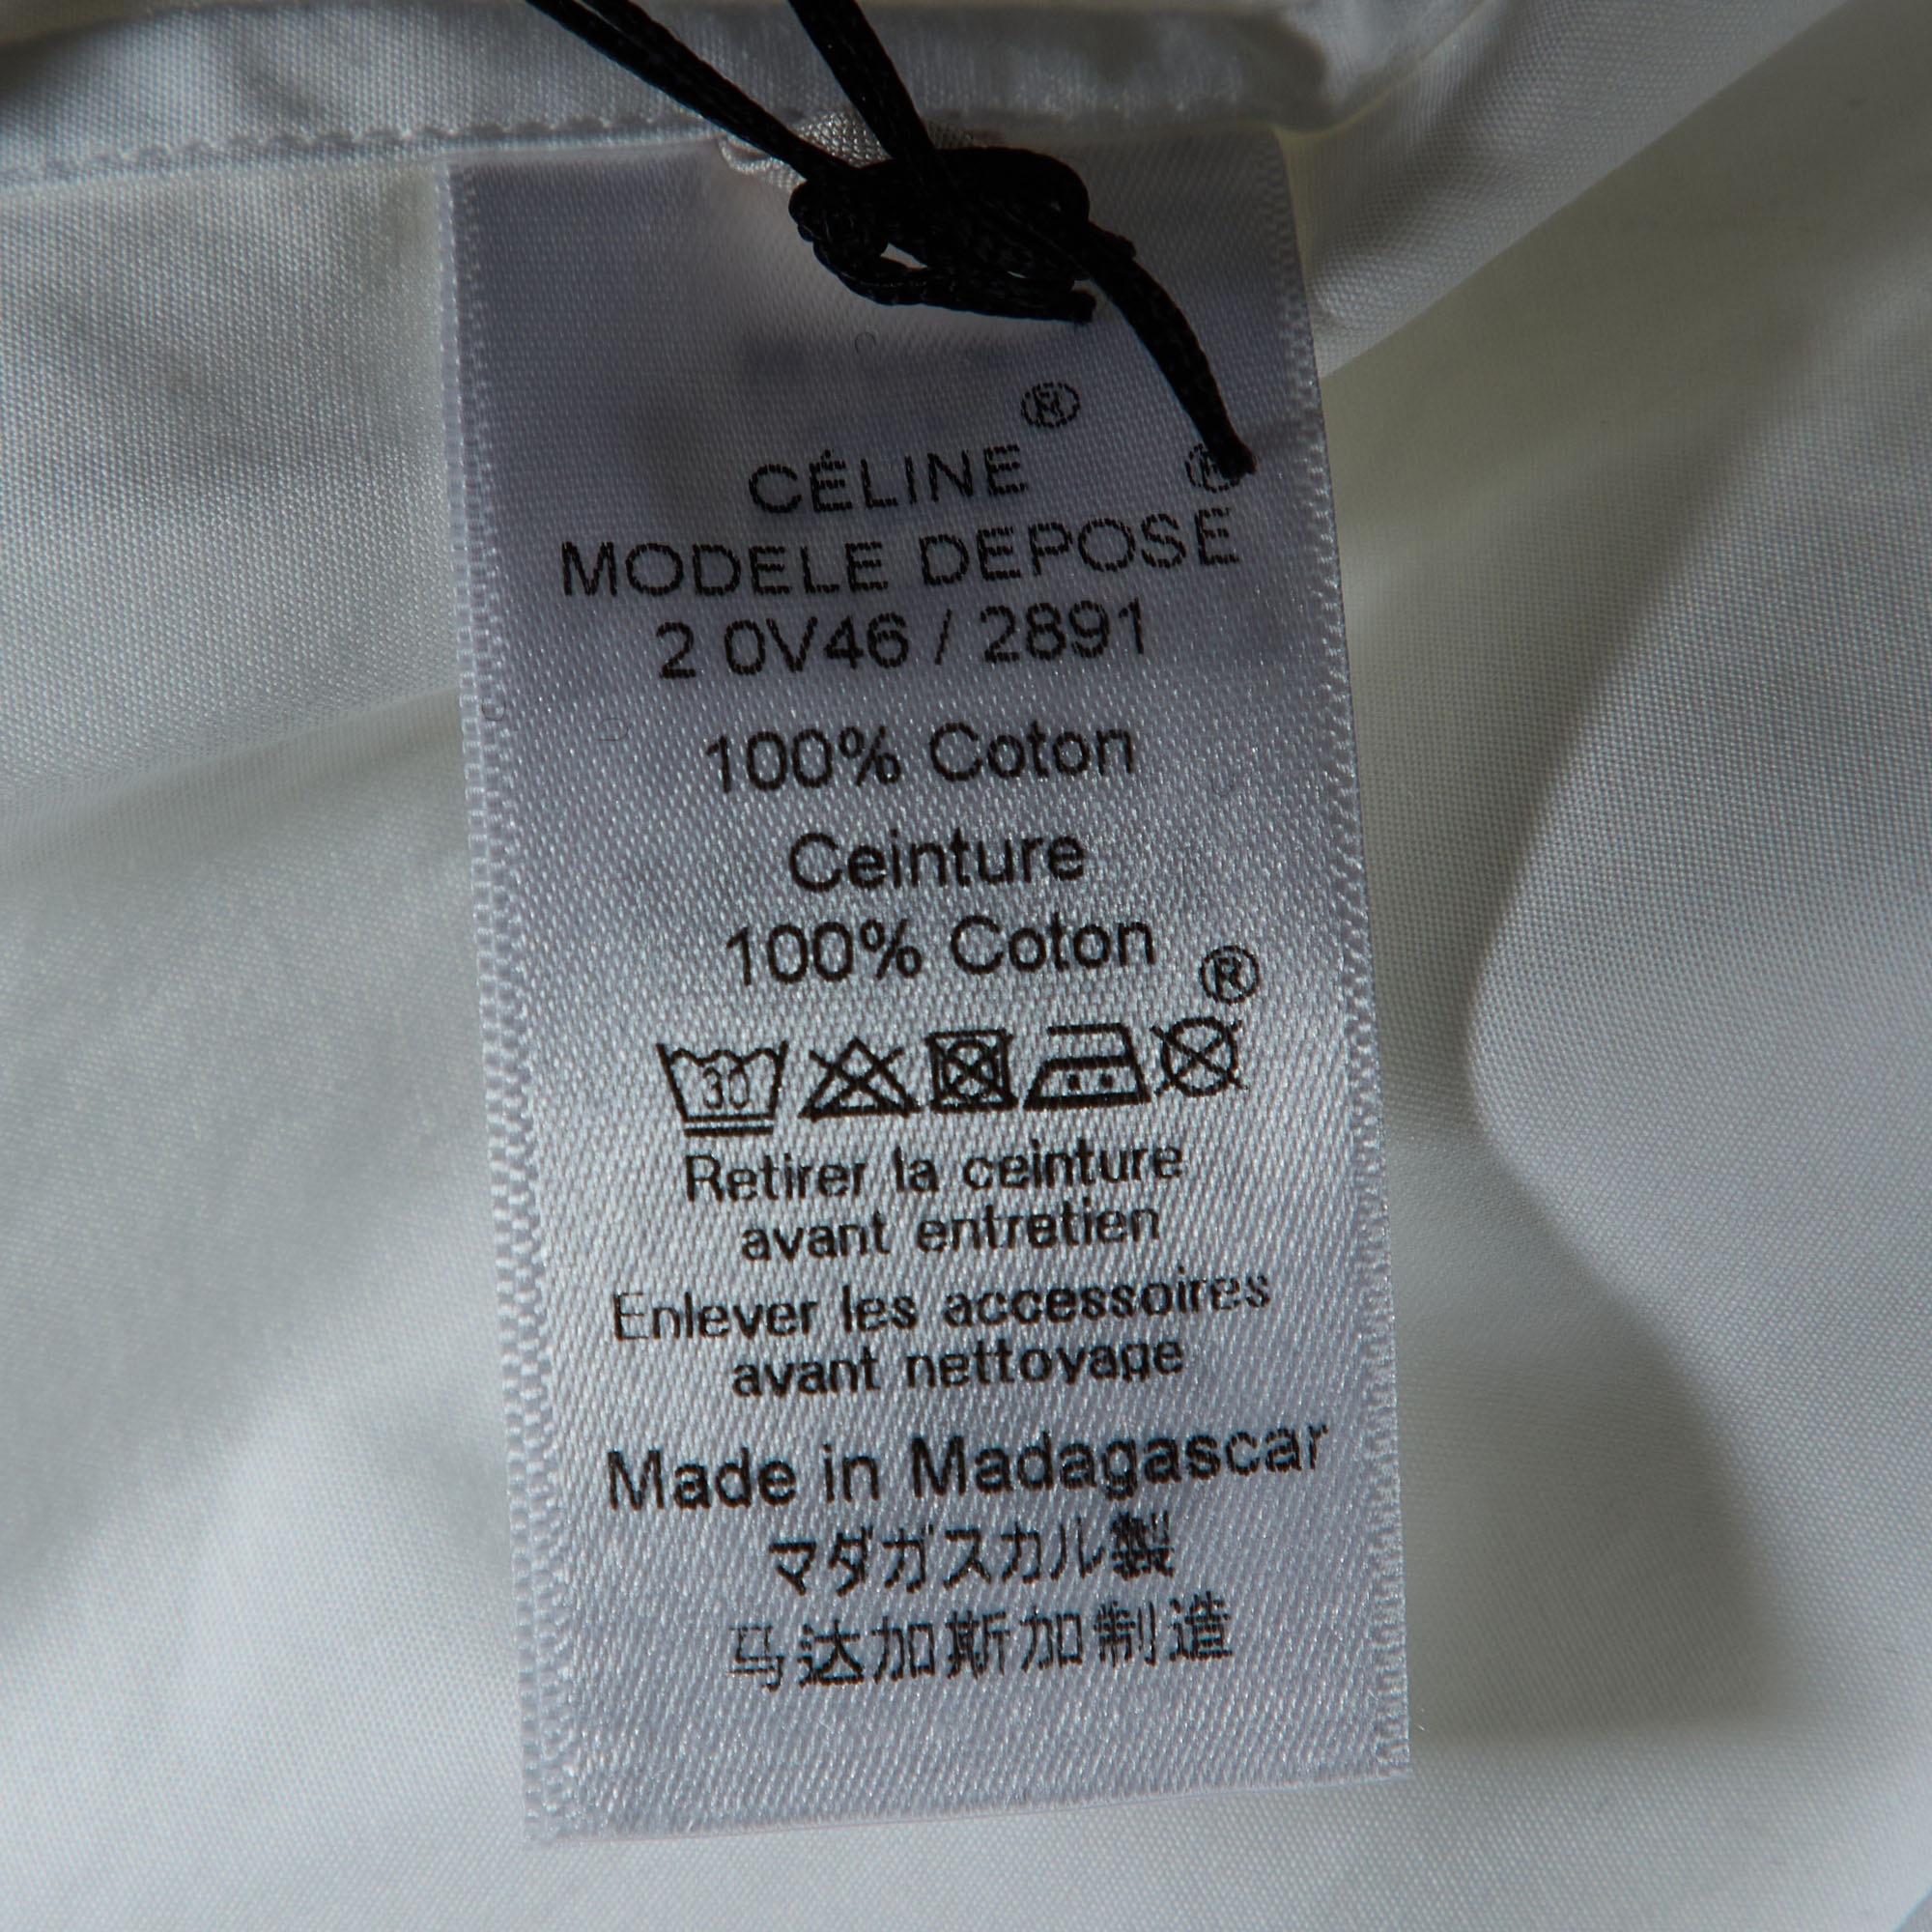 ®
CÉLINE ®
MODELE DEPOSE
2 0V46 / 2891
100% Coton
Ceinture
100% Coton
®
30
Retirer la ceinture
avant entretien
Enlever les accessoires
avant nettoyage
Made in Madagascar
マダガスカル製
马达加斯加制造